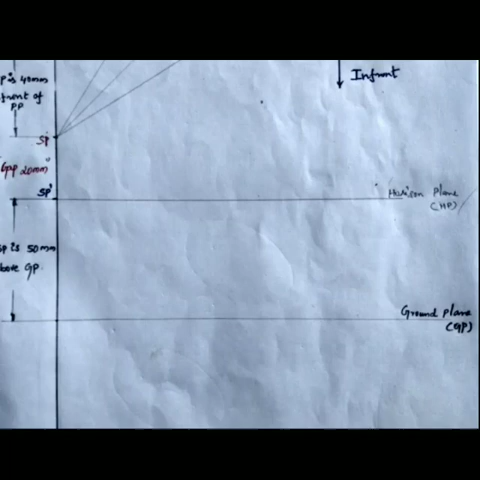 P is 40mm
front of
PP
Infront
SP
Gap 20mm
SP'
Horizon Plane
(HP)
SP is 50mm
above GP.
Ground plane
(GP)